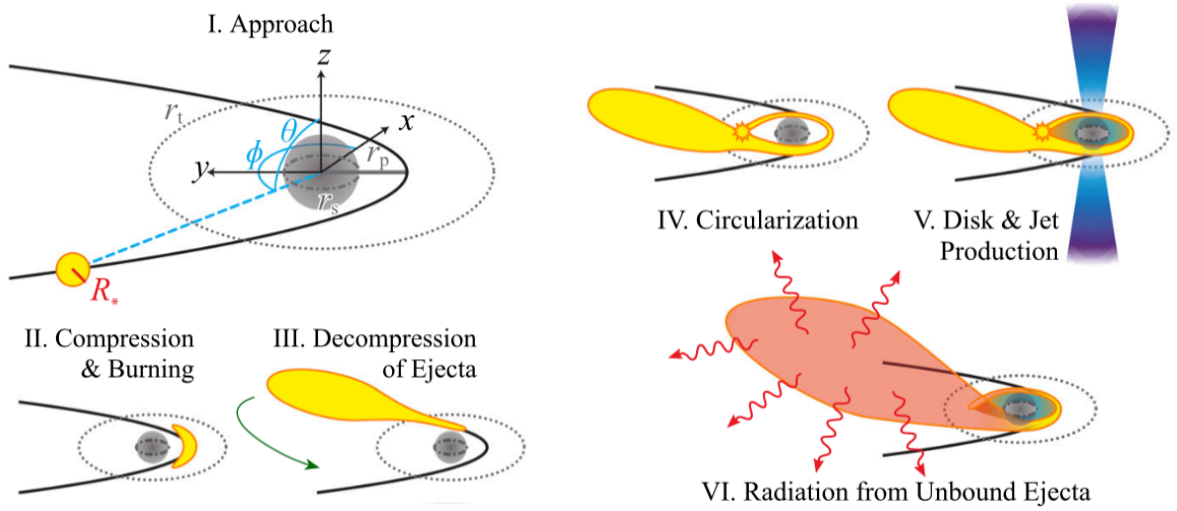 I. Approach
z
r_t
θ
x
ϕ
r_p
y
r_s
R_*
II. Compression
& Burning
III. Decompression
of Ejecta
IV. Circularization
V. Disk & Jet
Production
VI. Radiation from Unbound Ejecta